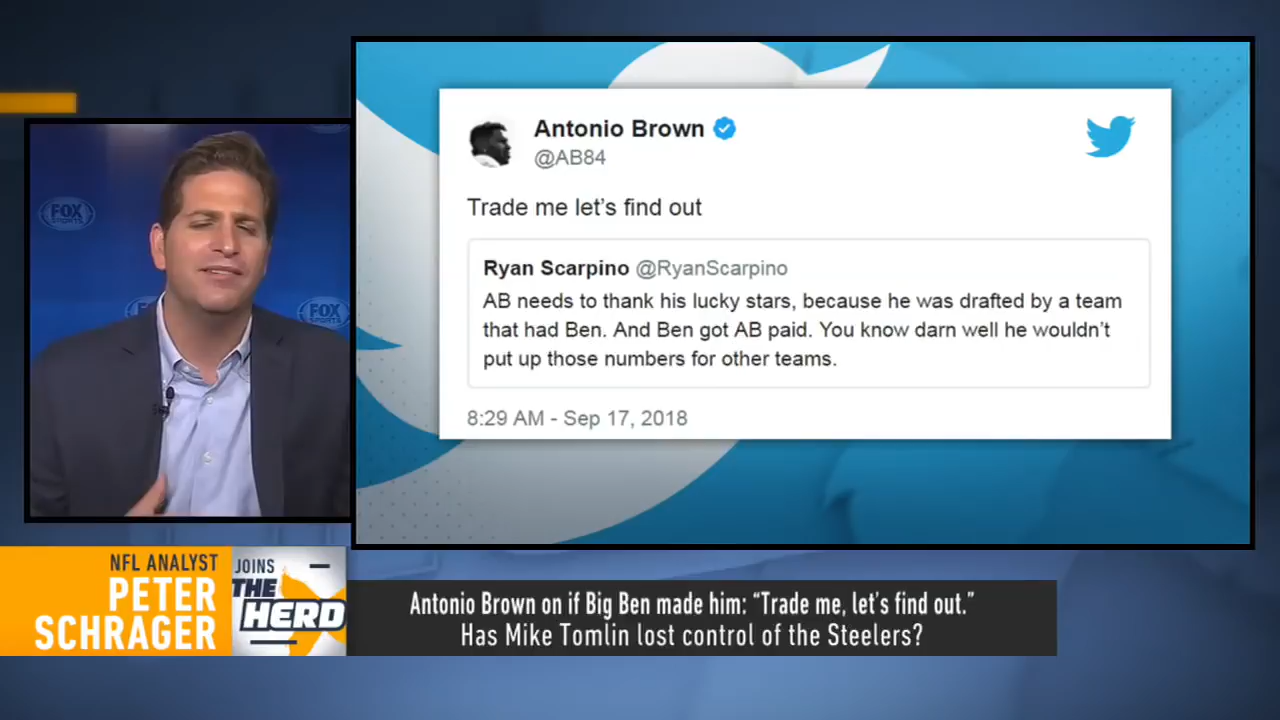 Antonio Brown
@AB84
Trade me let's find out
Ryan Scarpino @RyanScarpino
AB needs to thank his lucky stars, because he was drafted by a team
that had Ben. And Ben got AB paid. You know darn well he wouldn't
put up those numbers for other teams.
8:29 AM - Sep 17, 2018
FOX
SPORTS
FOX
SPORTS
NFL ANALYST
PETER
SCHRAGER
JOINS
THE
HERD
Antonio Brown on if Big Ben made him: “Trade me, let's find out.”
Has Mike Tomlin lost control of the Steelers?